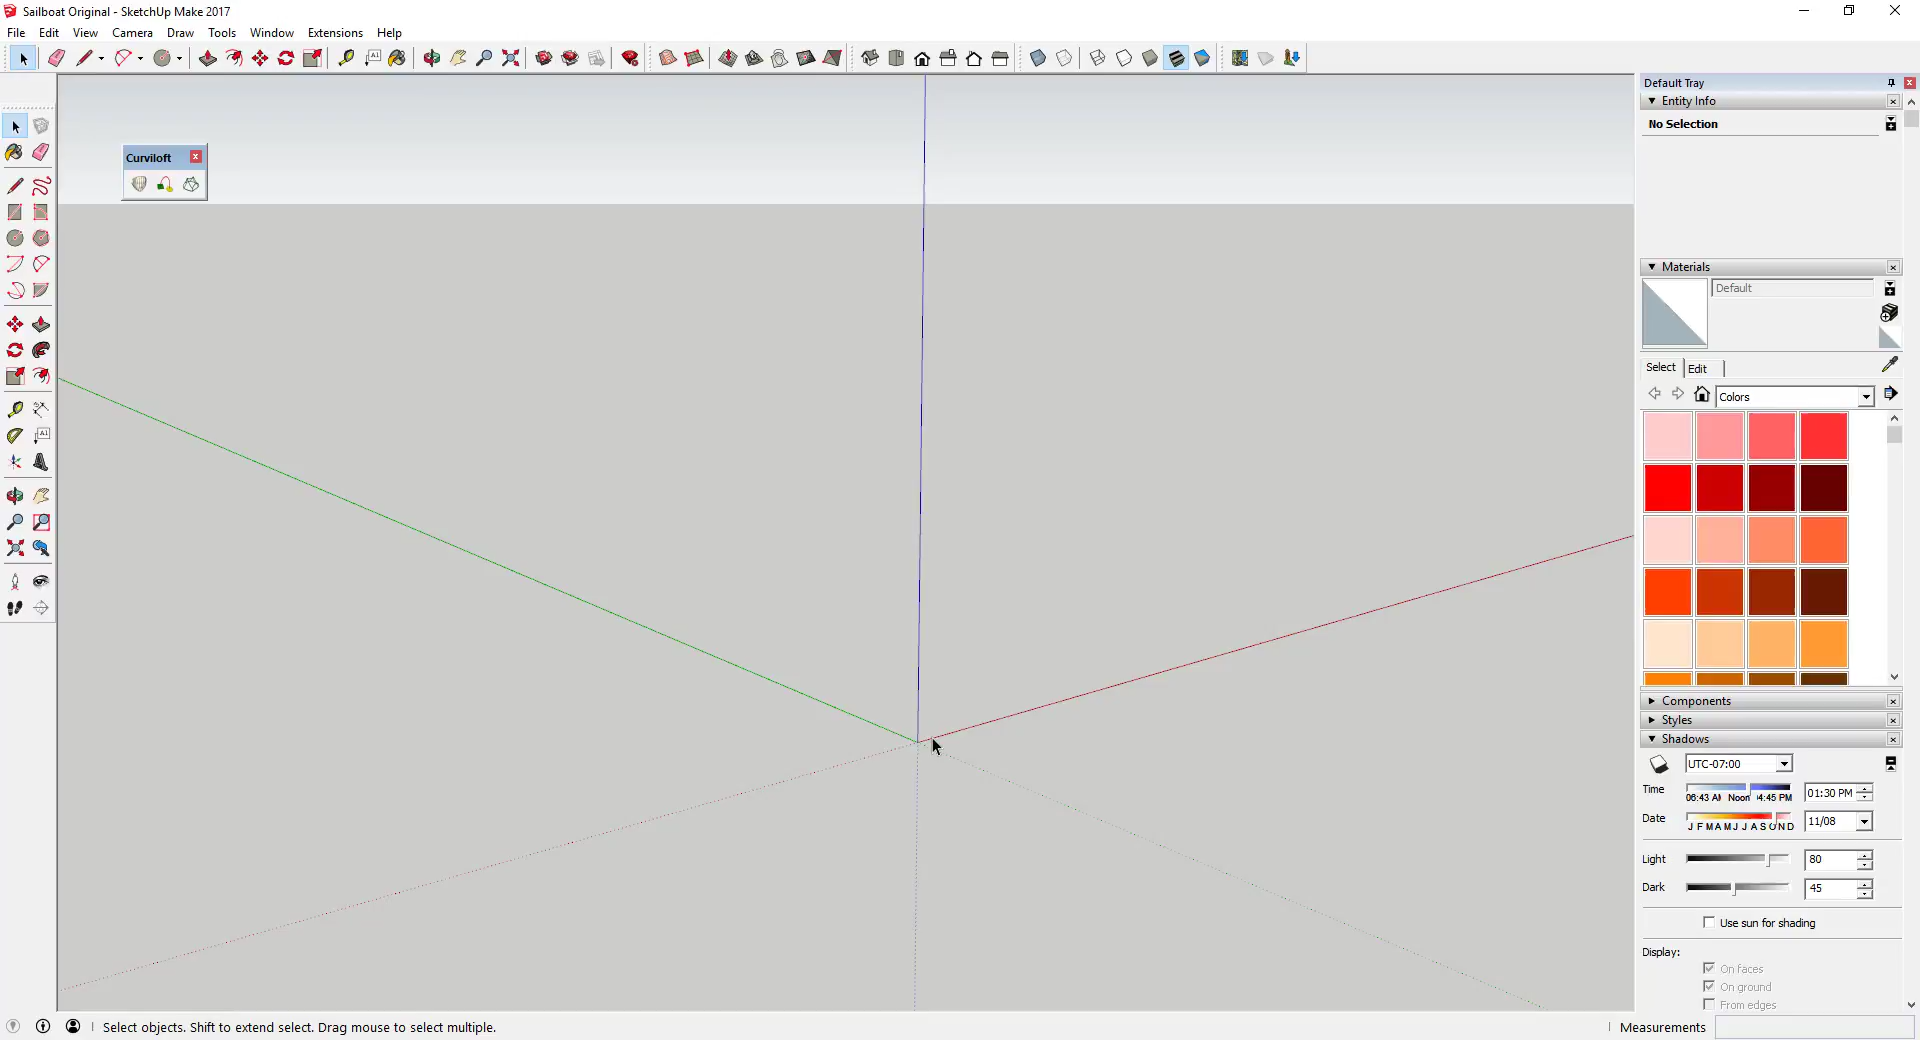 Sailboat Original - SketchUp Make 2017
File Edit View Camera Draw Tools Window Extensions Help
Curviloft
Default Tray
Entity Info
No Selection
Materials
Default
Select Edit
Colors
Components
Styles
Shadows
UTC-07:00
Time
06:43 AM Noon 04:45 PM
01:30 PM
Date
J F M A M J J A S O N D
11/08
Light
80
Dark
45
Use sun for shading
Display:
On faces
On ground
From edges
Select objects. Shift to extend select. Drag mouse to select multiple.
Measurements